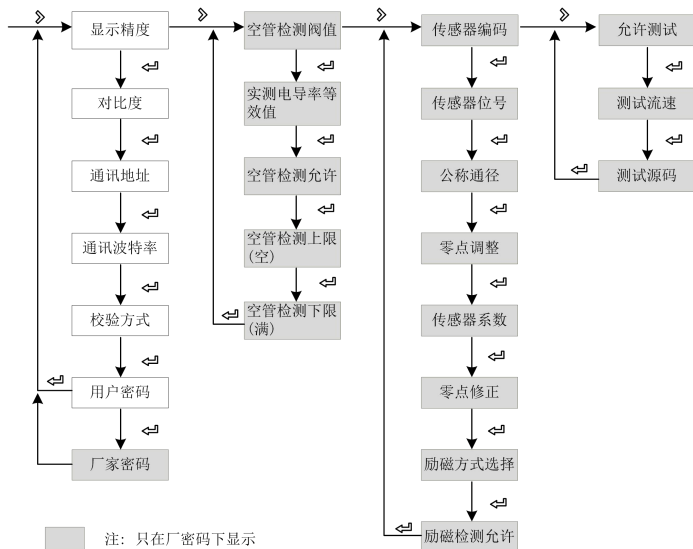 显示精度
对比度
通讯地址
通讯波特率
校验方式
用户密码
厂家密码
空管检测阀值
实测电导率等
效值
空管检测允许
空管检测上限
(空)
空管检测下限
(满)
传感器编码
传感器位号
公称通径
零点调整
传感器系数
零点修正
励磁方式选择
励磁检测允许
允许测试
测试流速
测试源码
注：只在厂密码下显示